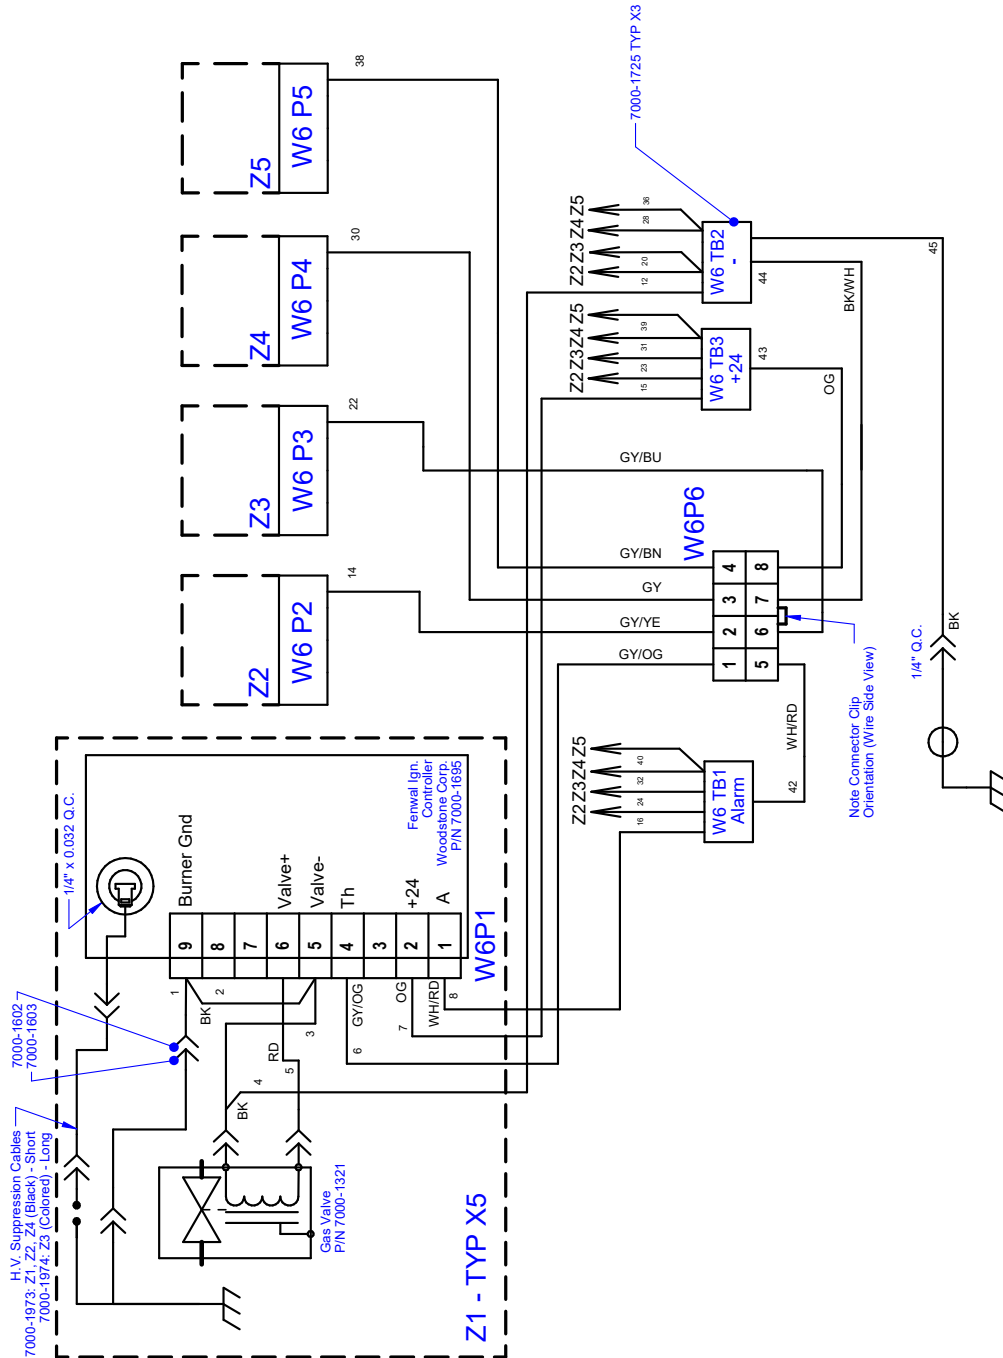 38
W6 P5
Z5
30
W6 P4
Z4
22
W6 P3
Z3
14
W6 P2
Z2
7000-1725 TYP X3
Z2 Z3 Z4 Z5
12
20
28
36
W6 TB2
-
44
45
BK/WH
Z2 Z3 Z4 Z5
15
23
31
39
W6 TB3
+24
43
OG
GY/BU
GY/BN
GY
GY/YE
GY/OG
W6P6
4 8
3 7
2 6
1 5
Note Connector Clip
Orientation (Wire Side View)
1/4" Q.C.
BK
WH/RD
42
Z2 Z3 Z4 Z5
16
24
32
40
W6 TB1
Alarm
1/4" x 0.032 Q.C.
Fenwal Ign.
Controller
Woodstone Corp.
P/N 7000-1695
Burner Gnd
Valve+
Valve-
Th
+24
A
9
8
7
6
5
4
3
2
1
W6P1
1
2
BK
3
RD
5
4
BK
GY/OG
6
OG
7
WH/RD
8
7000-1602
7000-1603
H.V. Suppression Cables
7000-1973: Z1, Z2, Z4 (Black) - Short
7000-1974: Z3 (Colored) - Long
Gas Valve
P/N 7000-1321
Z1 - TYP X5